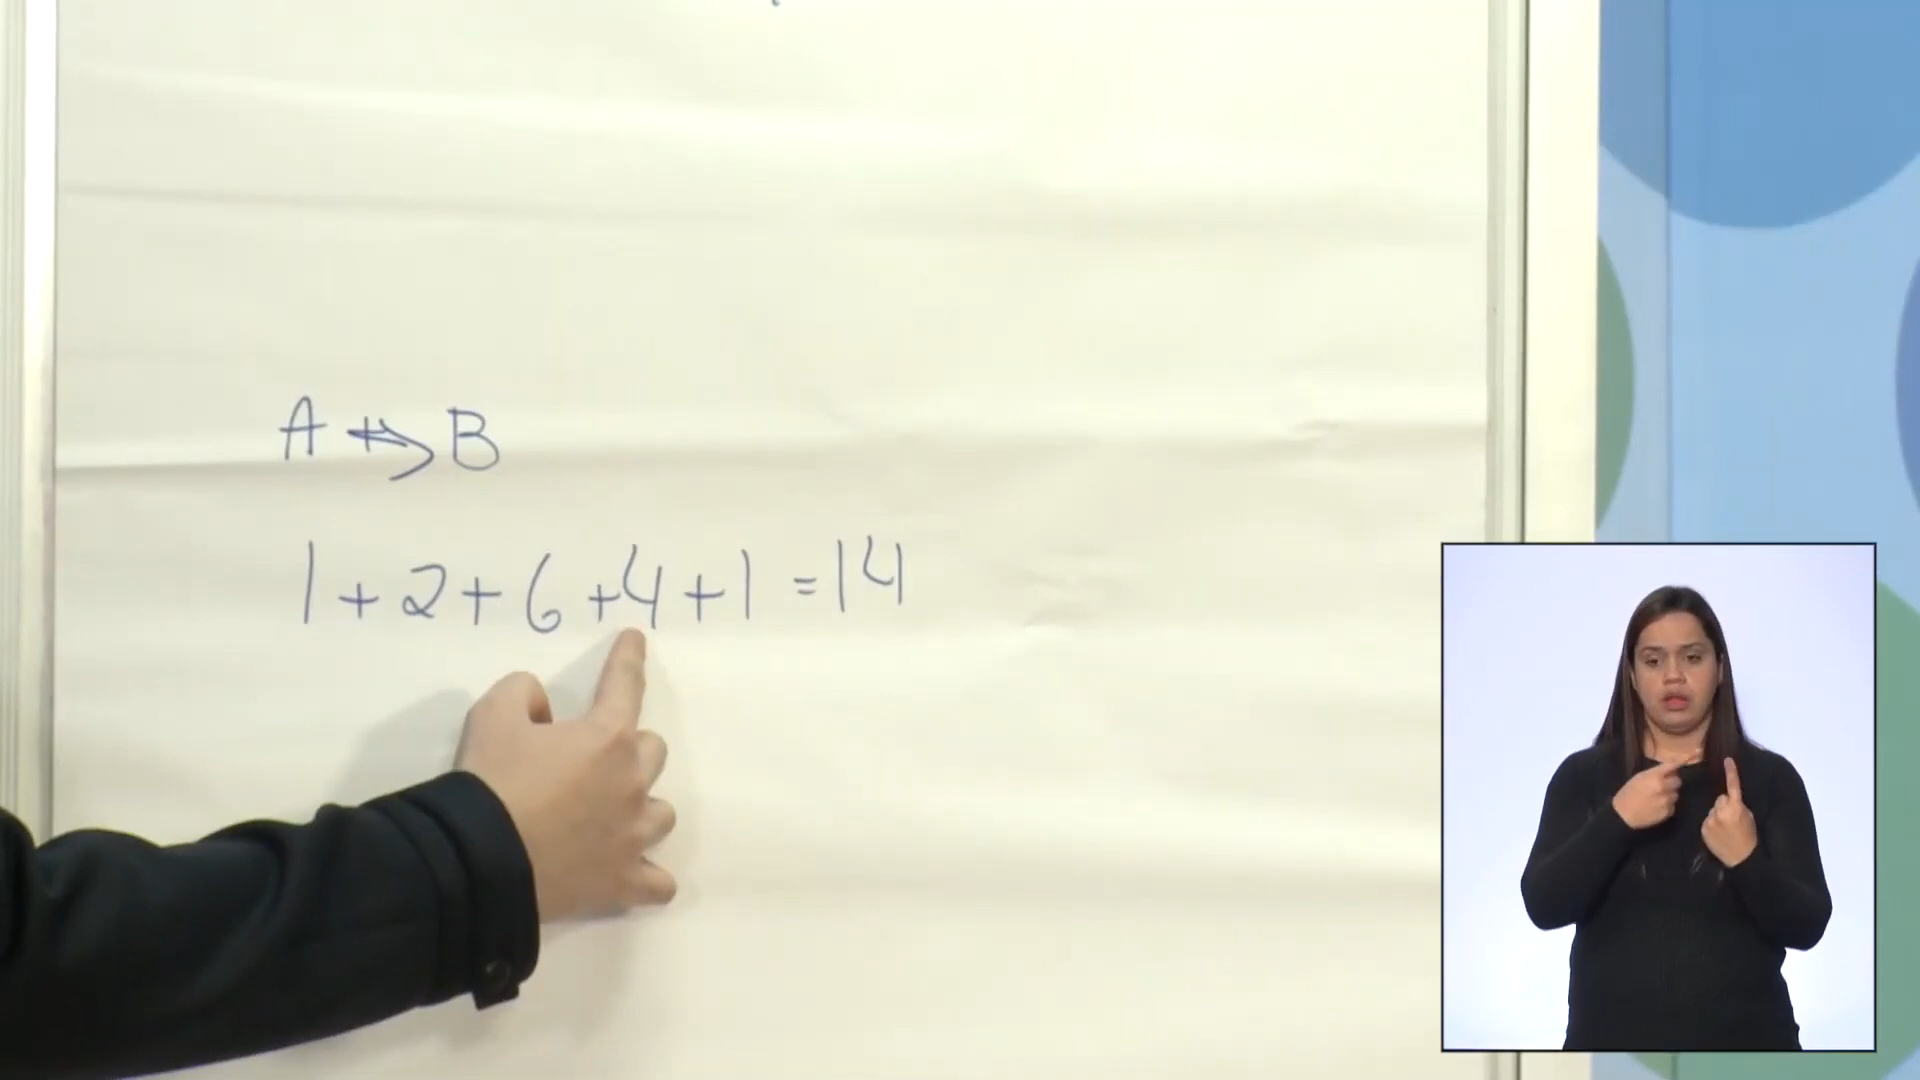 A ⇸ B
1 + 2 + 6 + 4 + 1 = 14